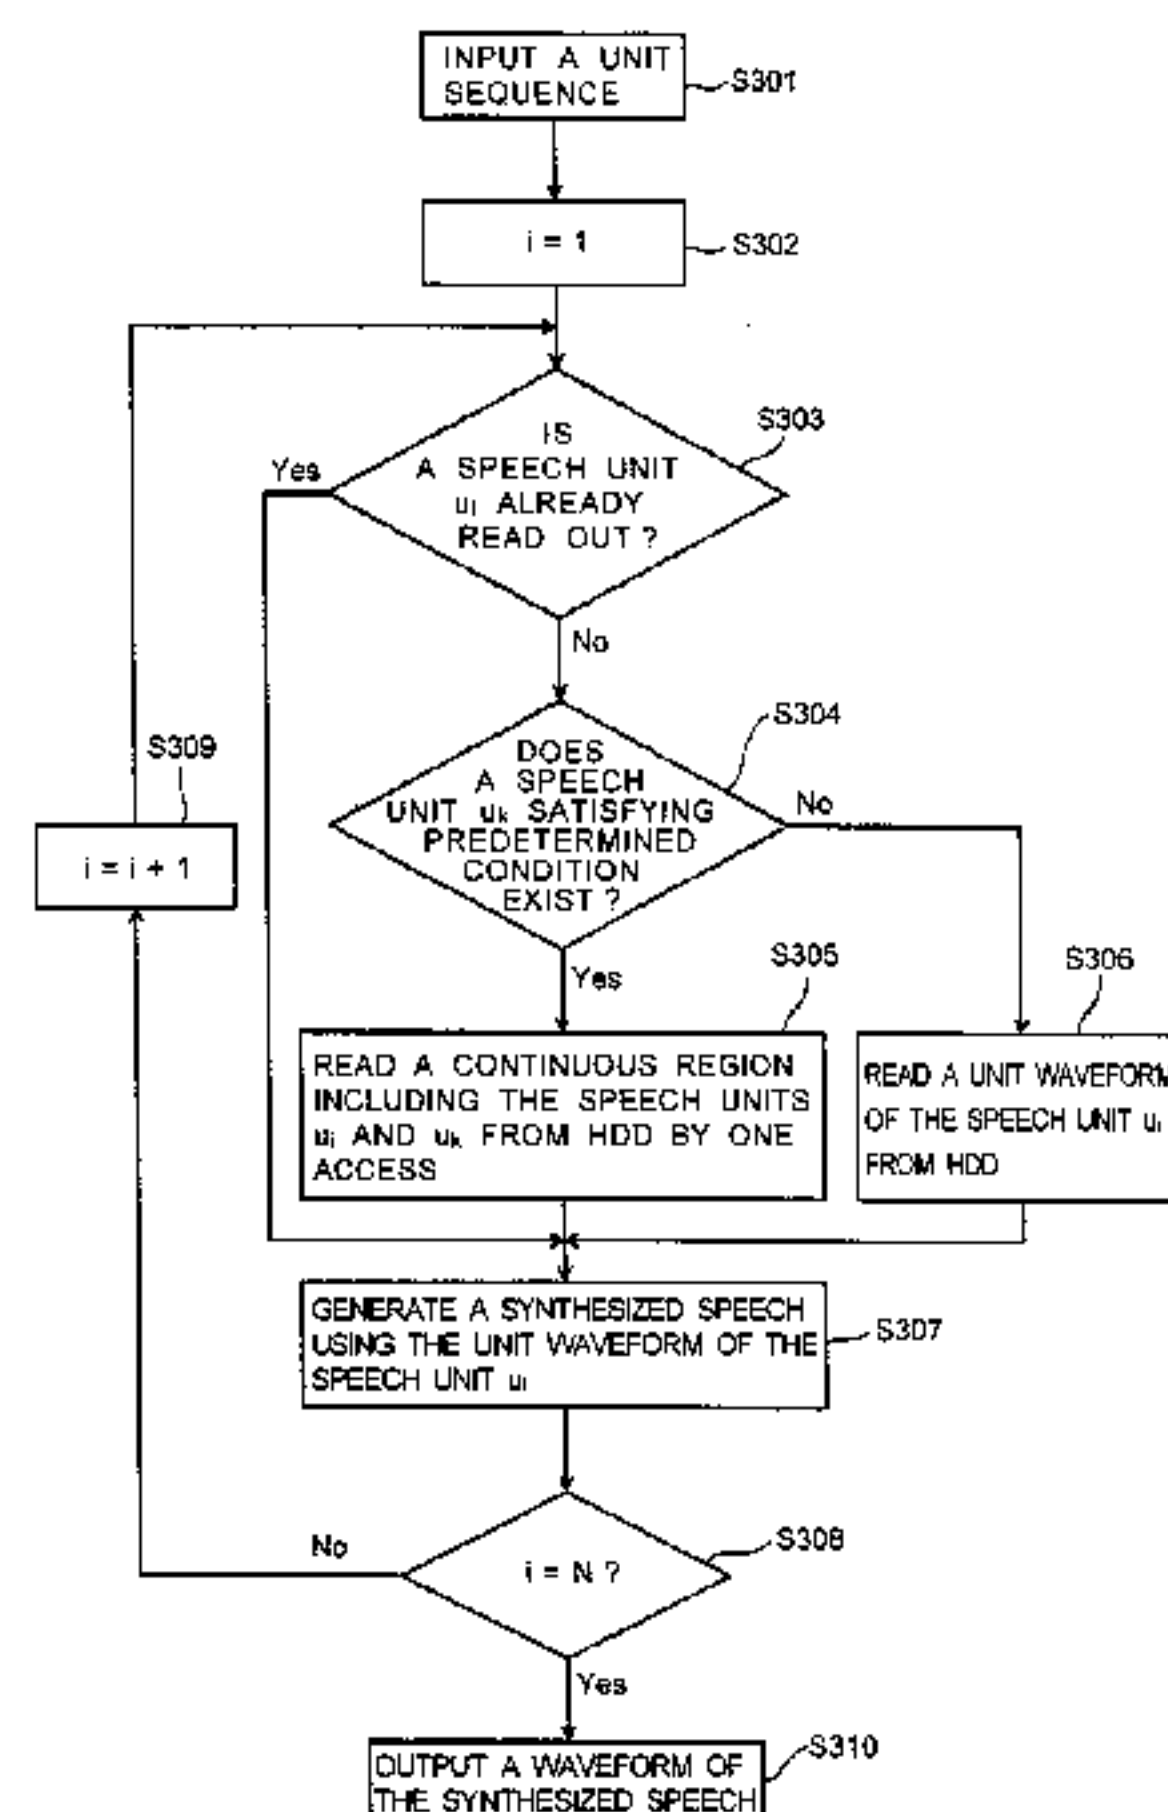 INPUT A UNIT
SEQUENCE
S301
i = 1
S302
S303
IS
A SPEECH UNIT
ui ALREADY
READ OUT ?
Yes
No
S304
DOES
A SPEECH
UNIT uk SATISFYING
PREDETERMINED
CONDITION
EXIST ?
No
Yes
S309
i = i + 1
S305
READ A CONTINUOUS REGION
INCLUDING THE SPEECH UNITS
ui AND uk FROM HDD BY ONE
ACCESS
S306
READ A UNIT WAVEFORM
OF THE SPEECH UNIT ui
FROM HDD
GENERATE A SYNTHESIZED SPEECH
USING THE UNIT WAVEFORM OF THE
SPEECH UNIT ui
S307
S308
i = N ?
No
Yes
S310
OUTPUT A WAVEFORM OF
THE SYNTHESIZED SPEECH